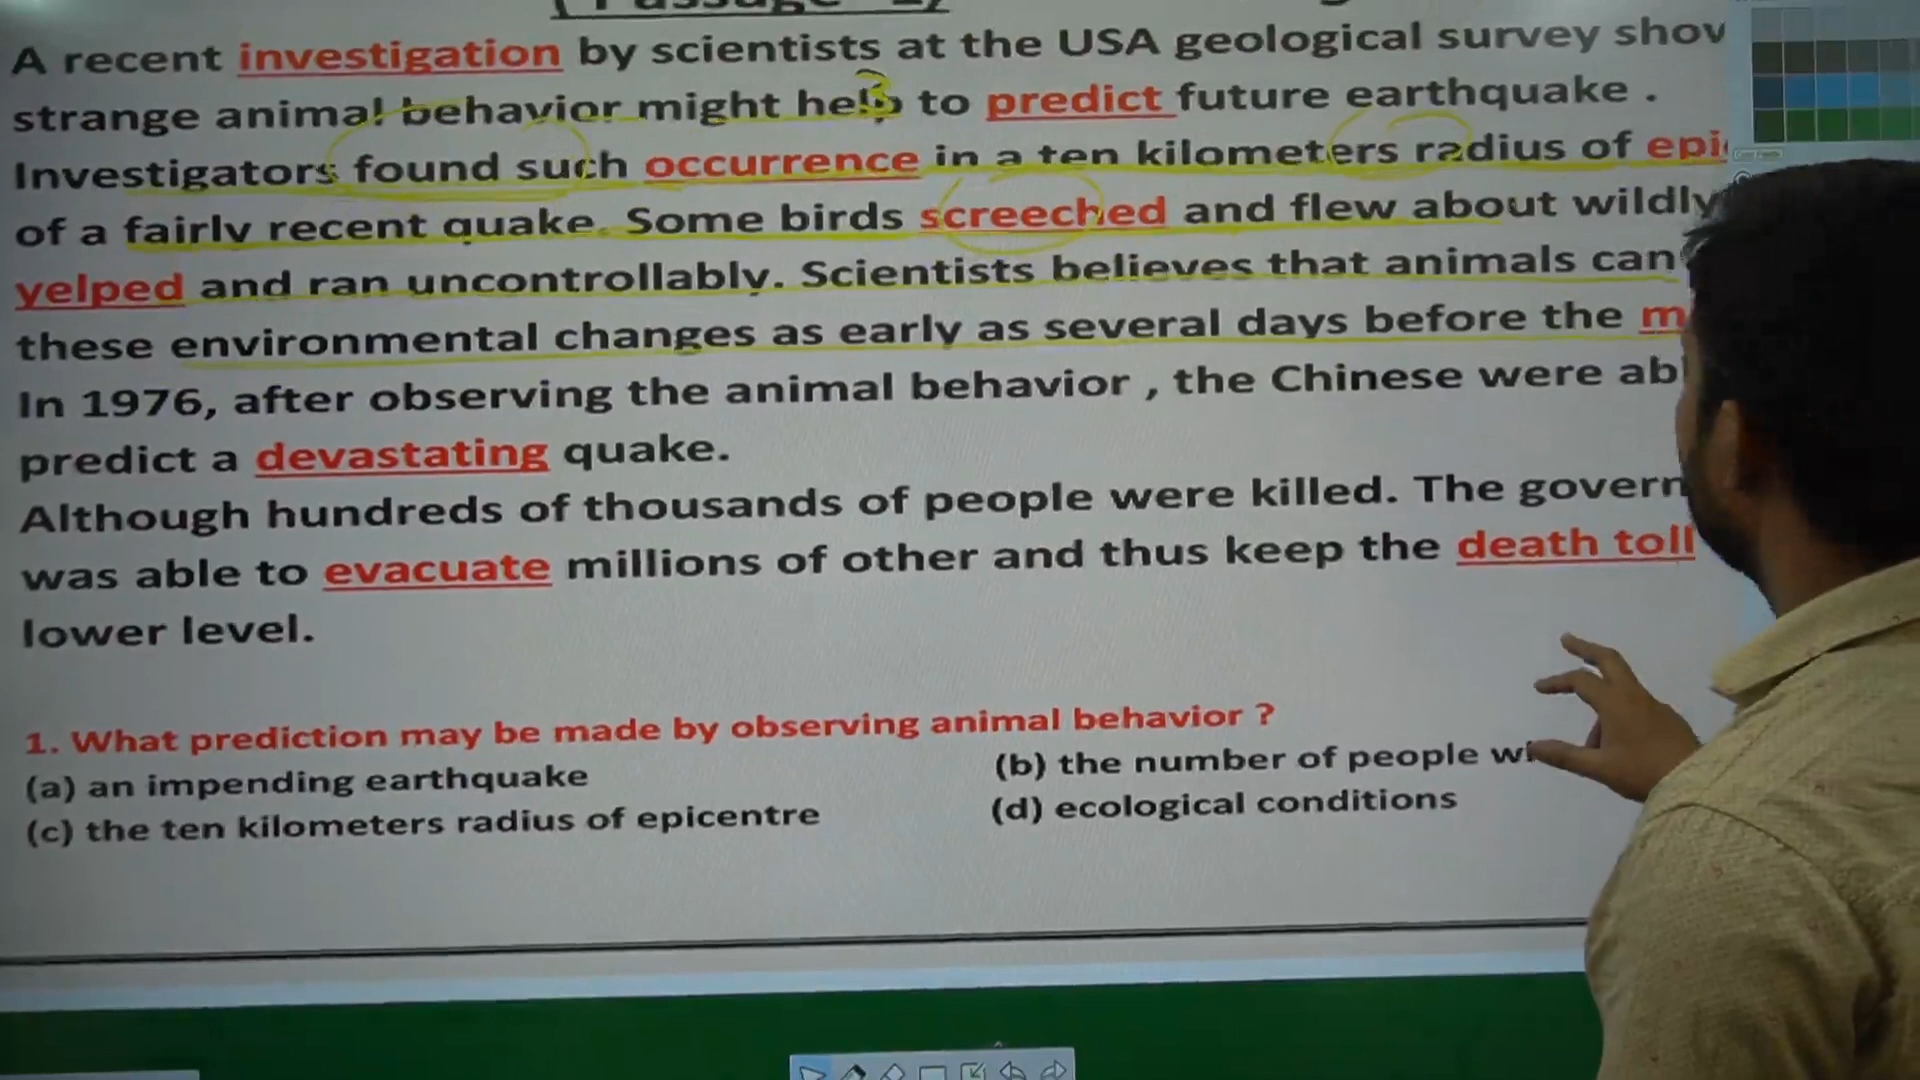 A recent investigation by scientists at the USA geological survey
strange animal behavior might help to predict future earthquake .
Investigators found such occurrence in a ten kilometers radius of
of a fairly recent quake. Some birds screeched and flew about wildly
yelped and ran uncontrollably. Scientists believes that animals can
these environmental changes as early as several days before the
In 1976, after observing the animal behavior , the Chinese were
predict a devastating quake.
Although hundreds of thousands of people were killed. The
was able to evacuate millions of other and thus keep the death toll
lower level.
1. What prediction may be made by observing animal behavior ?
(a) an impending earthquake
(b) the number of people
(c) the ten kilometers radius of epicentre
(d) ecological conditions